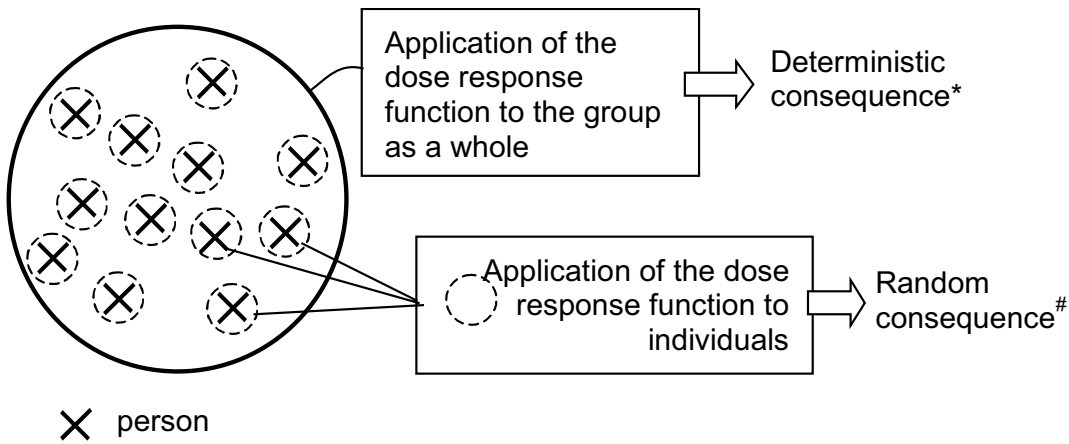 Application of the
dose response
function to the group
as a whole
Deterministic
consequence*
Application of the dose
response function to
individuals
Random
consequence#
person